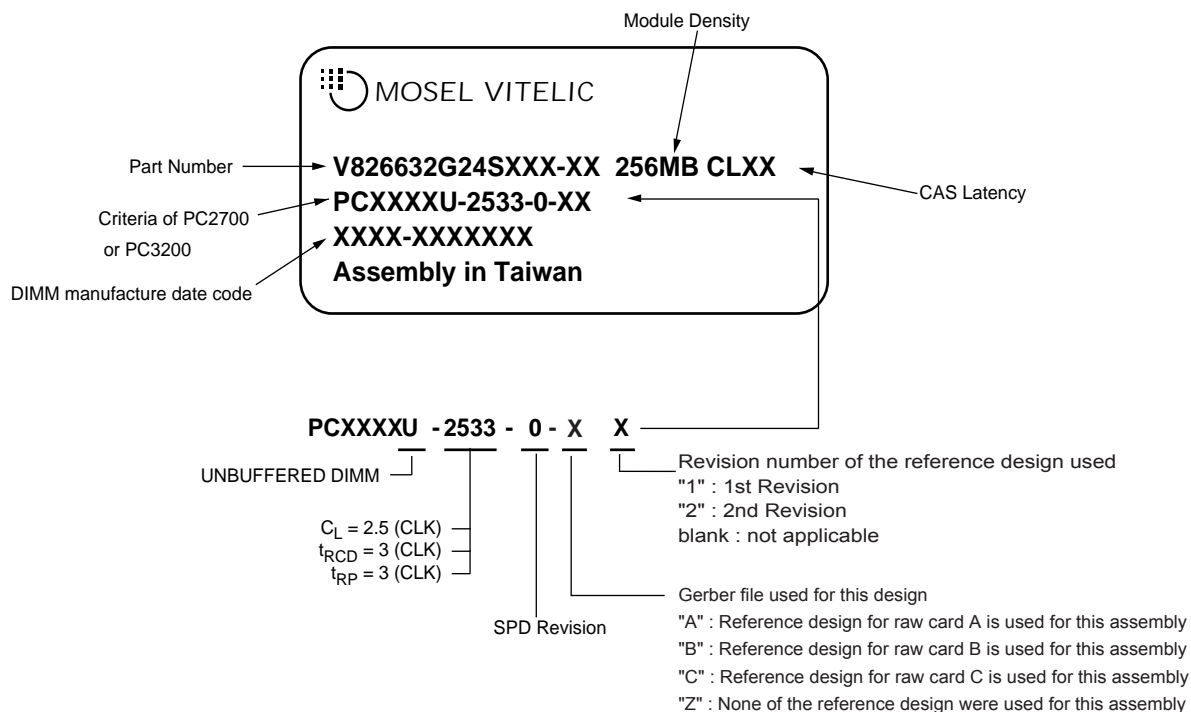 Module Density
MOSEL VITELIC
Part Number
V826632G24SXXX-XX 256MB CLXX
CAS Latency
Criteria of PC2700
or PC3200
PCXXXXU-2533-0-XX
XXXX-XXXXXXX
DIMM manufacture date code
Assembly in Taiwan
PCXXXXU - 2533 - 0 - X X
UNBUFFERED DIMM
CL = 2.5 (CLK)
tRCD = 3 (CLK)
tRP = 3 (CLK)
SPD Revision
Revision number of the reference design used
"1" : 1st Revision
"2" : 2nd Revision
blank : not applicable
Gerber file used for this design
"A" : Reference design for raw card A is used for this assembly
"B" : Reference design for raw card B is used for this assembly
"C" : Reference design for raw card C is used for this assembly
"Z" : None of the reference design were used for this assembly